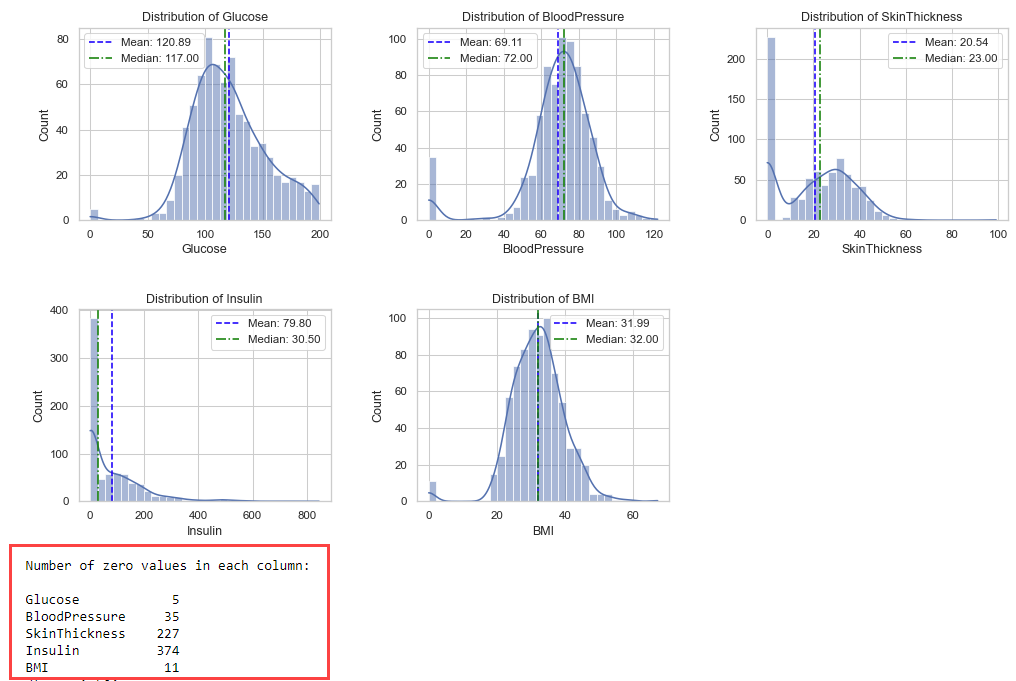 Distribution of Glucose
Mean: 120.89
Median: 117.00
80
60
40
20
0
Count
0 50 100 150 200
Glucose
Distribution of BloodPressure
Mean: 69.11
Median: 72.00
100
80
60
40
20
0
Count
0 20 40 60 80 100 120
BloodPressure
Distribution of SkinThickness
Mean: 20.54
Median: 23.00
200
150
100
50
0
Count
0 20 40 60 80 100
SkinThickness
Distribution of Insulin
Mean: 79.80
Median: 30.50
400
300
200
100
0
Count
0 200 400 600 800
Insulin
Distribution of BMI
Mean: 31.99
Median: 32.00
100
80
60
40
20
0
Count
0 20 40 60
BMI
Number of zero values in each column:
Glucose 5
BloodPressure 35
SkinThickness 227
Insulin 374
BMI 11